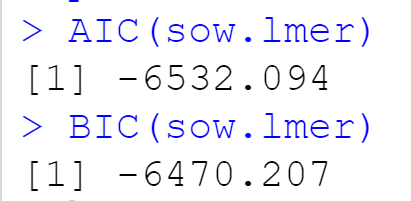 > AIC(sow.lmer)
[1] -6532.094
> BIC(sow.lmer)
[1] -6470.207